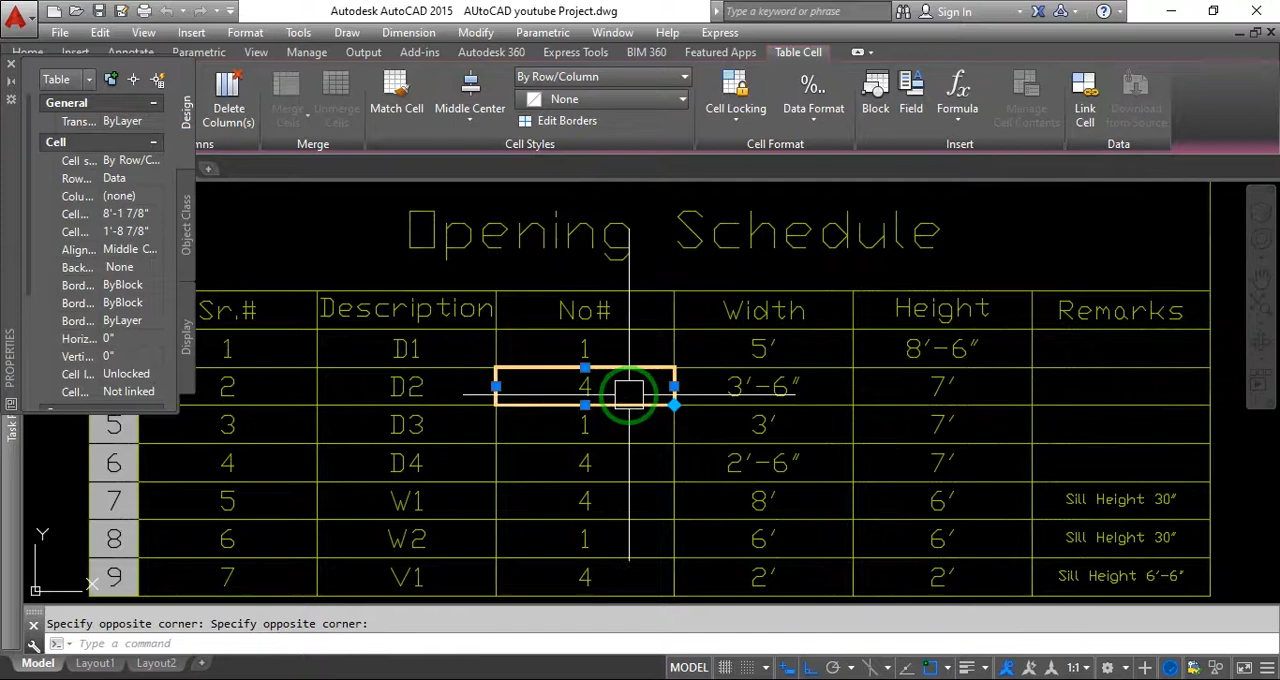 Autodesk AutoCAD 2015 AUtoCAD youtube Project.dwg
Type a keyword or phrase
Sign In
File Edit View Insert Format Tools Draw Dimension Modify Parametric Window Help Express
Home Insert Annotate Parametric View Manage Output Autodesk 360 Express Tools BIM 360 Featured Apps Table Cell
Table
General
Trans... ByLayer
Cell
Cell s... By Row/C...
Row... Data
Colu... (none)
Cell... 8'-1 7/8"
Cell... 1'-8 7/8"
Align... Middle C...
Back... None
Bord... ByBlock
Bord... ByBlock
Bord... ByLayer
Horiz... 0"
Verti... 0"
Cell l... Unlocked
Cell... Not linked
Design
Object Class
Display
PROPERTIES
Delete Column(s)
Merge Cells
Unmerge Cells
Merge
Match Cell
Middle Center
By Row/Column
None
Edit Borders
Cell Styles
Cell Locking
Data Format
Cell Format
Block
Field
Formula
Manage Cell Contents
Insert
Link Cell
Download from Source
Data
Opening Schedule
Sr.# Description No# Width Height Remarks
1 D1 1 5' 8'-6"
2 D2 4 3'-6" 7'
5 3 D3 1 3' 7'
6 4 D4 4 2'-6" 7'
7 5 W1 4 8' 6' Sill Height 30"
8 6 W2 1 6' 6' Sill Height 30"
9 7 V1 4 2' 2' Sill Height 6'-6"
Y
X
Specify opposite corner: Specify opposite corner:
Type a command
Model Layout1 Layout2 +
MODEL
1:1